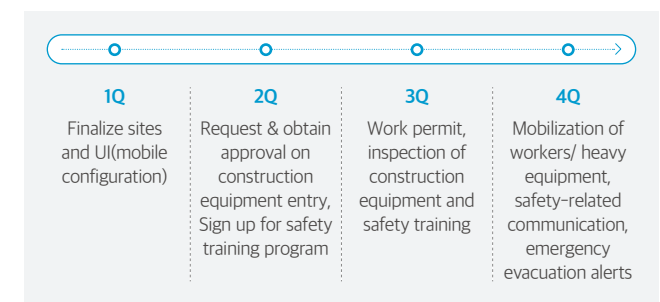 1Q
Finalize sites
and UI(mobile
configuration)
2Q
Request & obtain
approval on
construction
equipment entry,
Sign up for safety
training program
3Q
Work permit,
inspection of
construction
equipment and
safety training
4Q
Mobilization of
workers/ heavy
equipment,
safety-related
communication,
emergency
evacuation alerts